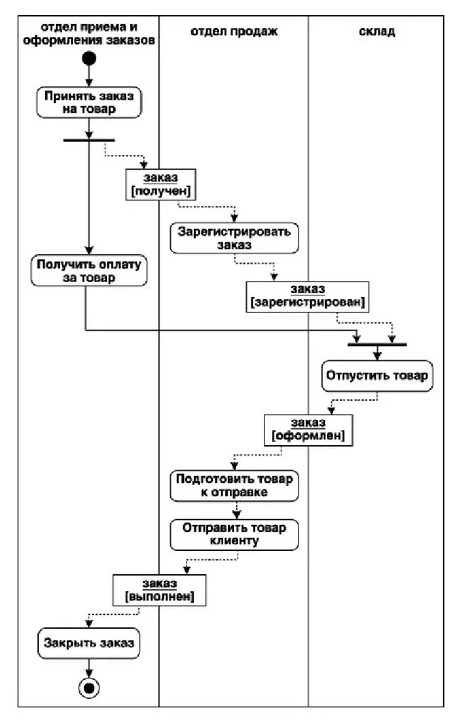 отдел приема и
оформления заказов
отдел продаж
склад
Принять заказ
на товар
заказ
[получен]
Зарегистрировать
заказ
Получить оплату
за товар
заказ
[зарегистрирован]
Отпустить товар
заказ
[оформлен]
Подготовить товар
к отправке
Отправить товар
клиенту
заказ
[выполнен]
Закрыть заказ